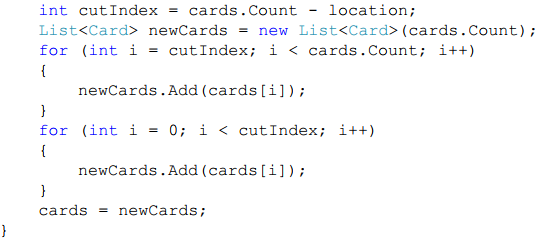 int cutIndex = cards.Count - location;
List<Card> newCards = new List<Card>(cards.Count);
for (int i = cutIndex; i < cards.Count; i++)
{
newCards.Add(cards[i]);
}
for (int i = 0; i < cutIndex; i++)
{
newCards.Add(cards[i]);
}
cards = newCards;
}